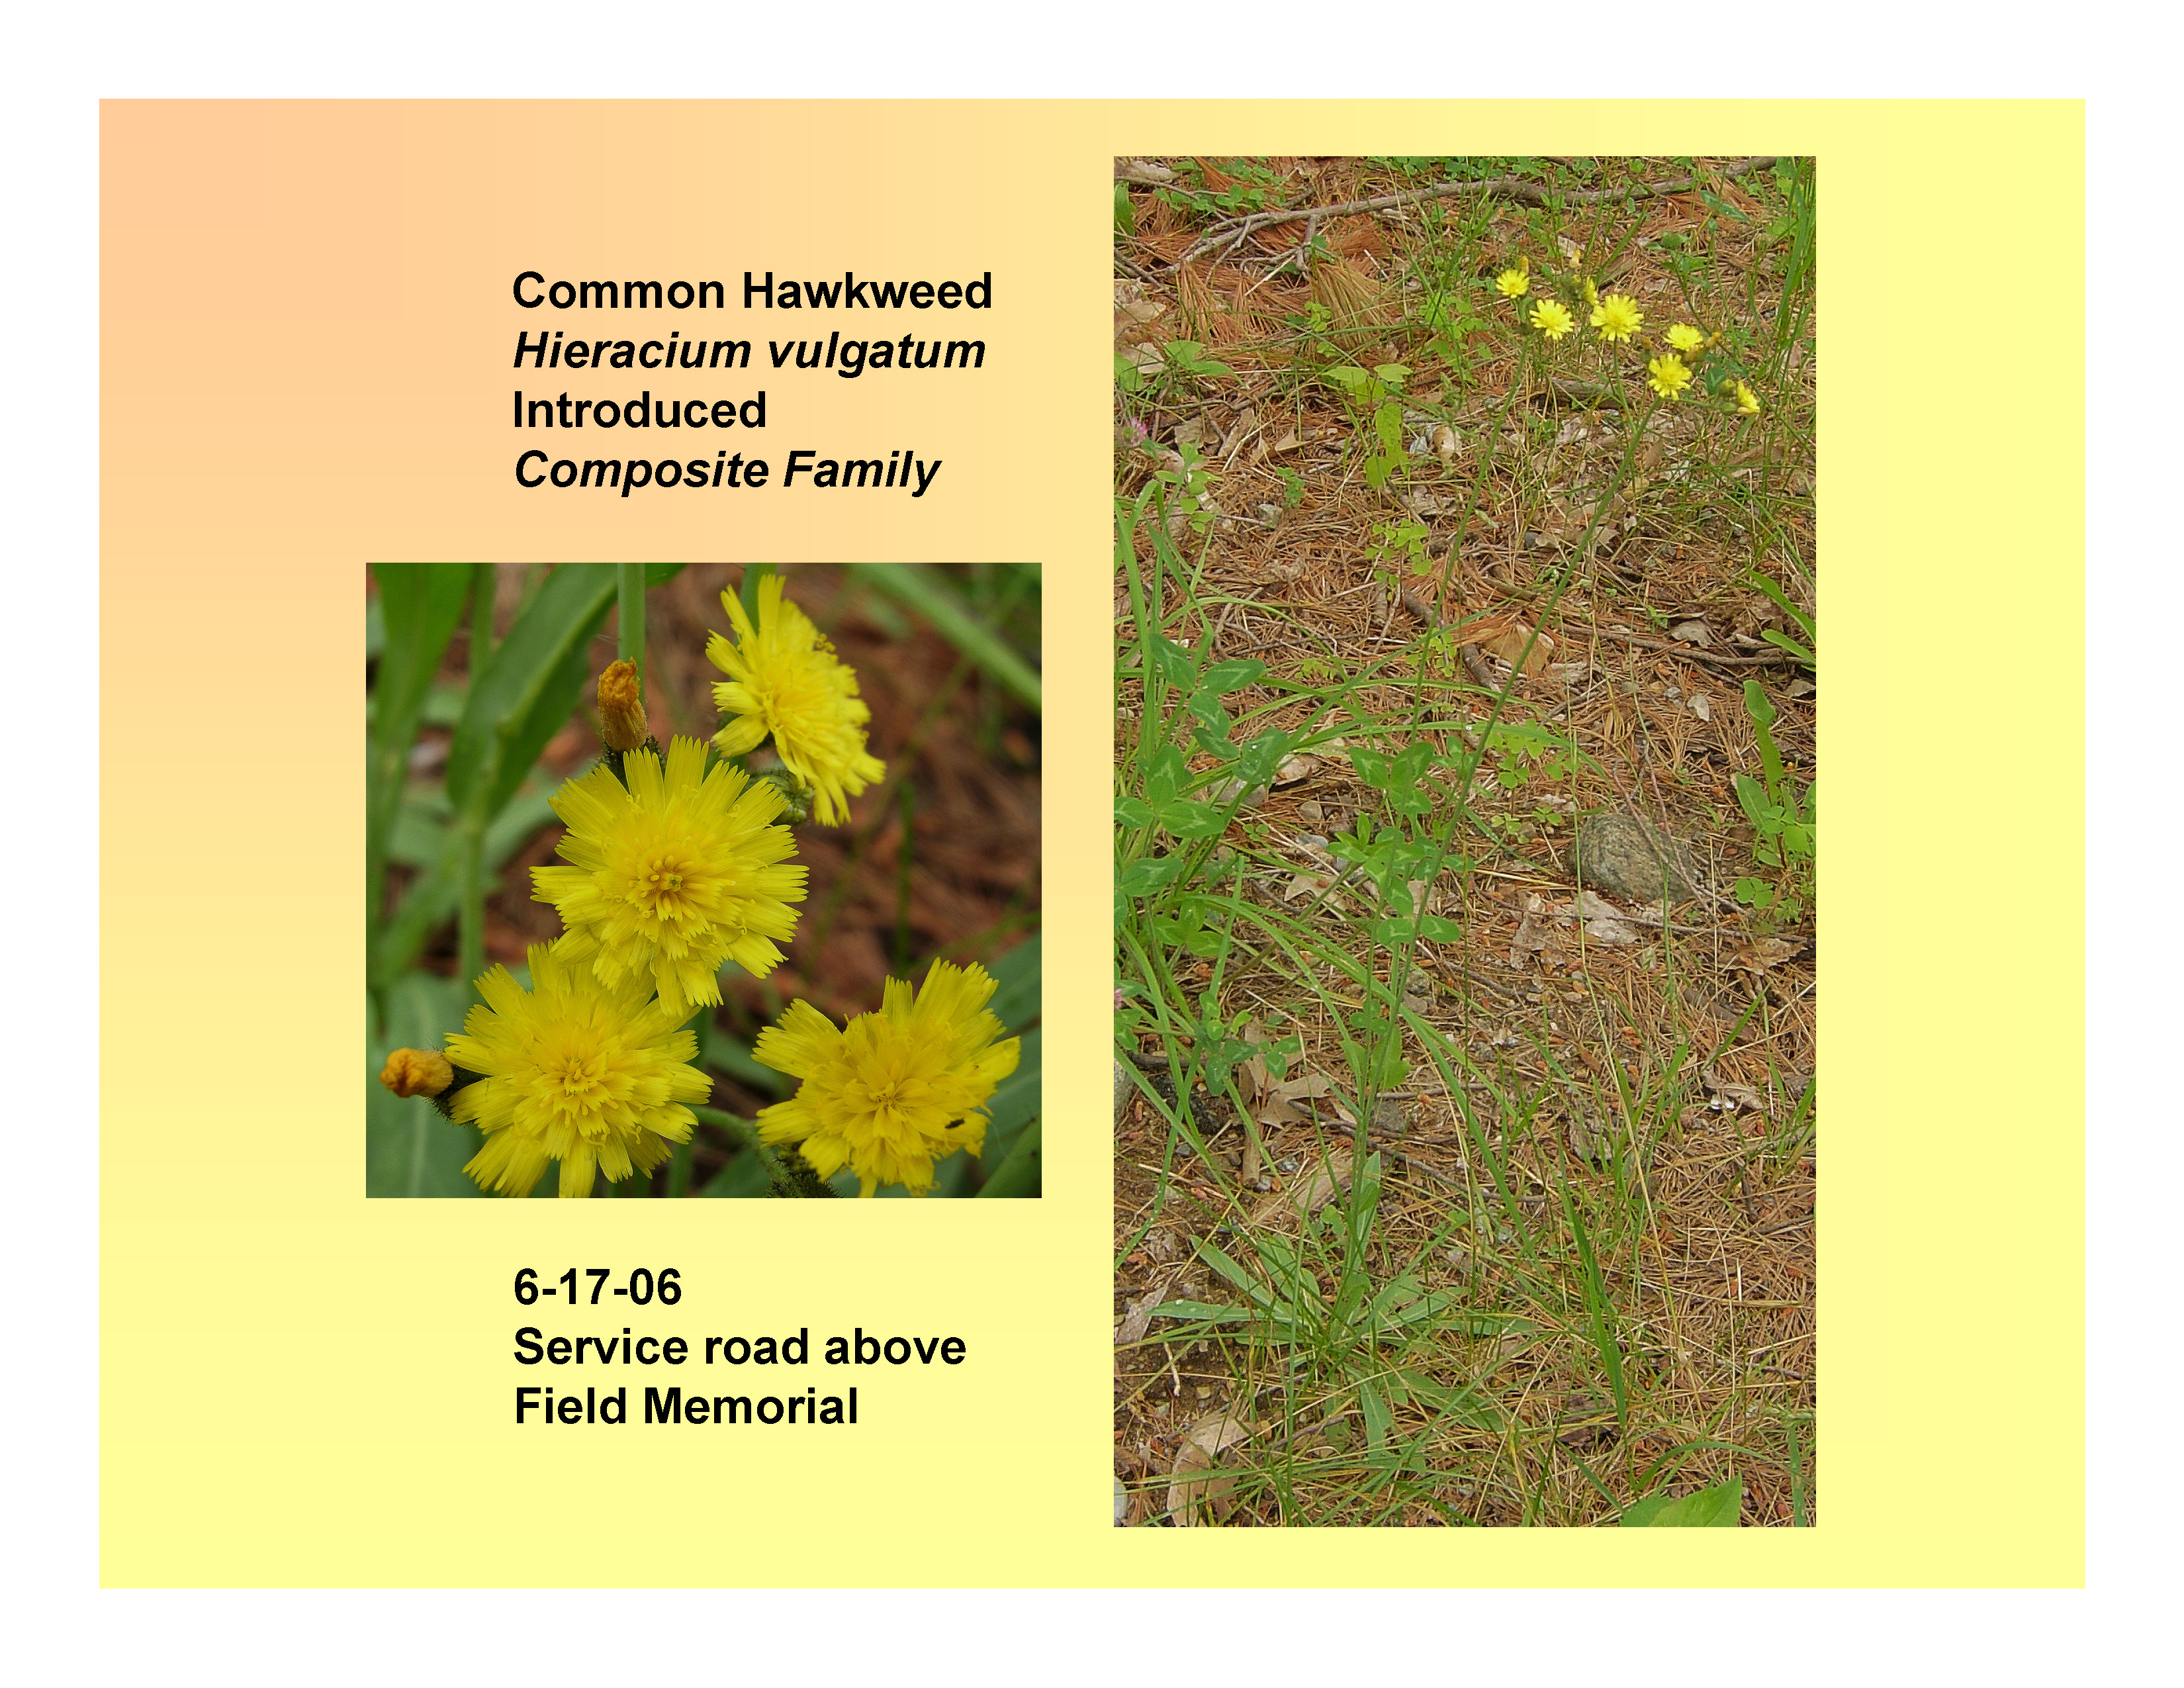 Common Hawkweed
Hieracium vulgatum
Introduced
Composite Family
6-17-06
Service road above
Field Memorial